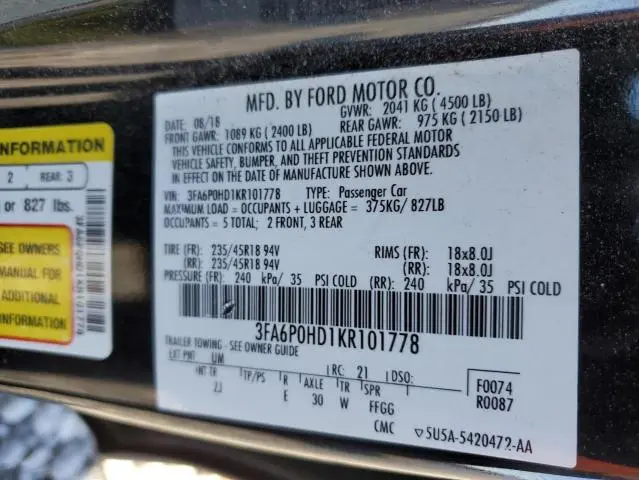 MFD. BY FORD MOTOR CO.
DATE: 08/18 GVWR: 2041 KG ( 4500 LB)
FRONT GAWR: 1089 KG ( 2400 LB) REAR GAWR: 975 KG ( 2150 LB)
THIS VEHICLE CONFORMS TO ALL APPLICABLE FEDERAL MOTOR
VEHICLE SAFETY, BUMPER, AND THEFT PREVENTION STANDARDS
IN EFFECT ON THE DATE OF MANUFACTURE SHOWN ABOVE.
VIN: 3FA6P0HD1KR101778 TYPE: Passenger Car
MAXIMUM LOAD = OCCUPANTS + LUGGAGE = 375KG/ 827LB
OCCUPANTS = 5 TOTAL; 2 FRONT, 3 REAR
TIRE (FR): 235/45R18 94V RIMS (FR): 18x8.0J
(RR): 235/45R18 94V (RR): 18x8.0J
PRESSURE (FR): 240 kPa/ 35 PSI COLD (RR): 240 kPa/ 35 PSI COLD
3FA6P0HD1KR101778
TRAILER TOWING - SEE OWNER GUIDE
EXT PNT UM RC: 21 DSO: F0074
INT TR TP/PS R AXLE TR SPR R0087
2J E 30 W FFGG
CMC 5U5A-5420472-AA
INFORMATION
2 REAR: 3
or 827 lbs.
SEE OWNERS
MANUAL FOR
ADDITIONAL
INFORMATION